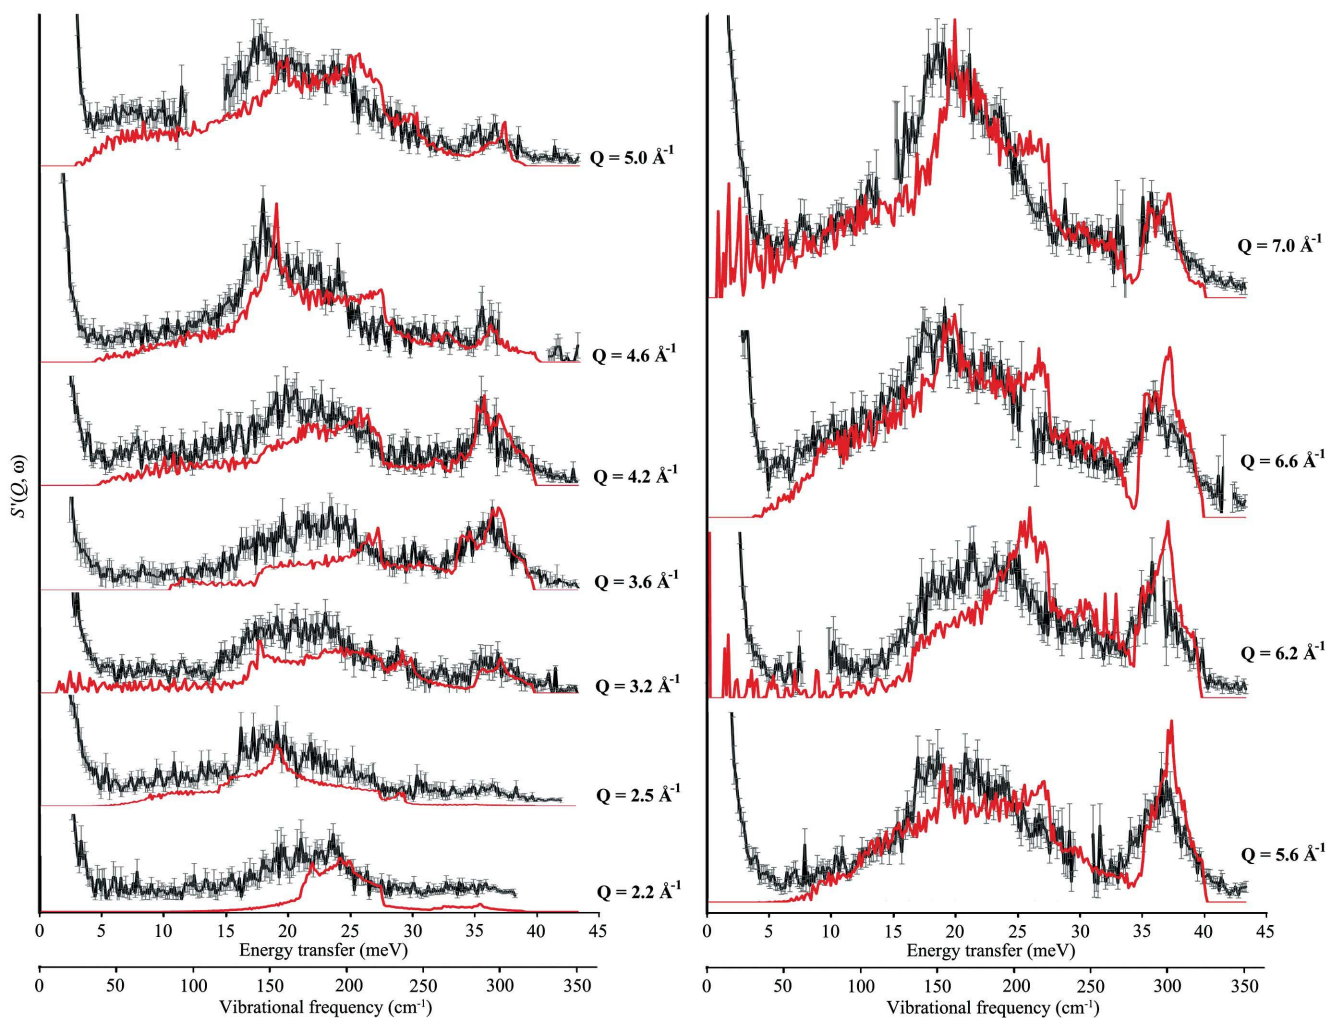 S'(Q, ω)
Q = 5.0 Å⁻¹
Q = 4.6 Å⁻¹
Q = 4.2 Å⁻¹
Q = 3.6 Å⁻¹
Q = 3.2 Å⁻¹
Q = 2.5 Å⁻¹
Q = 2.2 Å⁻¹
0 5 10 15 20 25 30 35 40 45
Energy transfer (meV)
0 50 100 150 200 250 300 350
Vibrational frequency (cm⁻¹)
Q = 7.0 Å⁻¹
Q = 6.6 Å⁻¹
Q = 6.2 Å⁻¹
Q = 5.6 Å⁻¹
0 5 10 15 20 25 30 35 40 45
Energy transfer (meV)
0 50 100 150 200 250 300 350
Vibrational frequency (cm⁻¹)